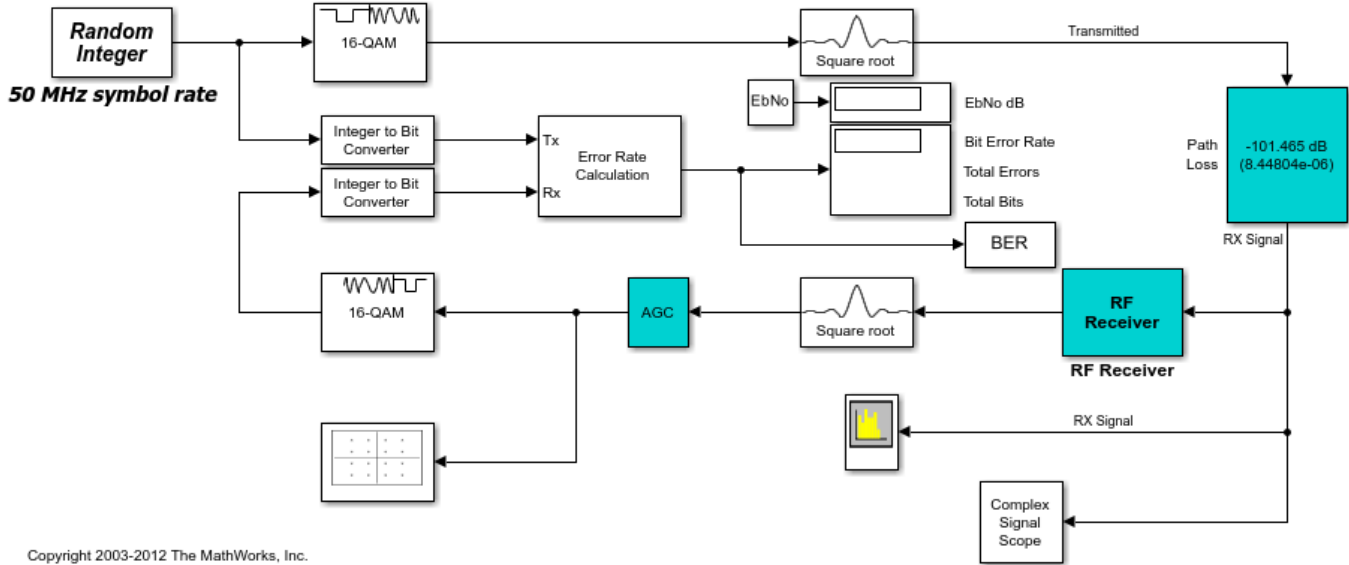 Random
Integer
50 MHz symbol rate
16-QAM
Square root
Transmitted
EbNo
EbNo dB
Integer to Bit
Converter
Tx
Rx
Error Rate
Calculation
Bit Error Rate
Total Errors
Total Bits
Path
Loss
-101.465 dB
(8.44804e-06)
Integer to Bit
Converter
BER
RX Signal
16-QAM
AGC
Square root
RF
Receiver
RF Receiver
RX Signal
Complex
Signal
Scope
Copyright 2003-2012 The MathWorks, Inc.